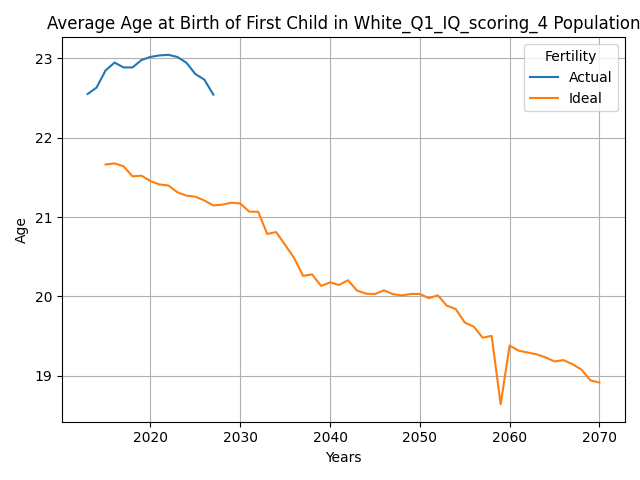 Average Age at Birth of First Child in White_Q1_IQ_scoring_4 Population
Fertility
Actual
Ideal
Age
23
22
21
20
19
2020 2030 2040 2050 2060 2070
Years